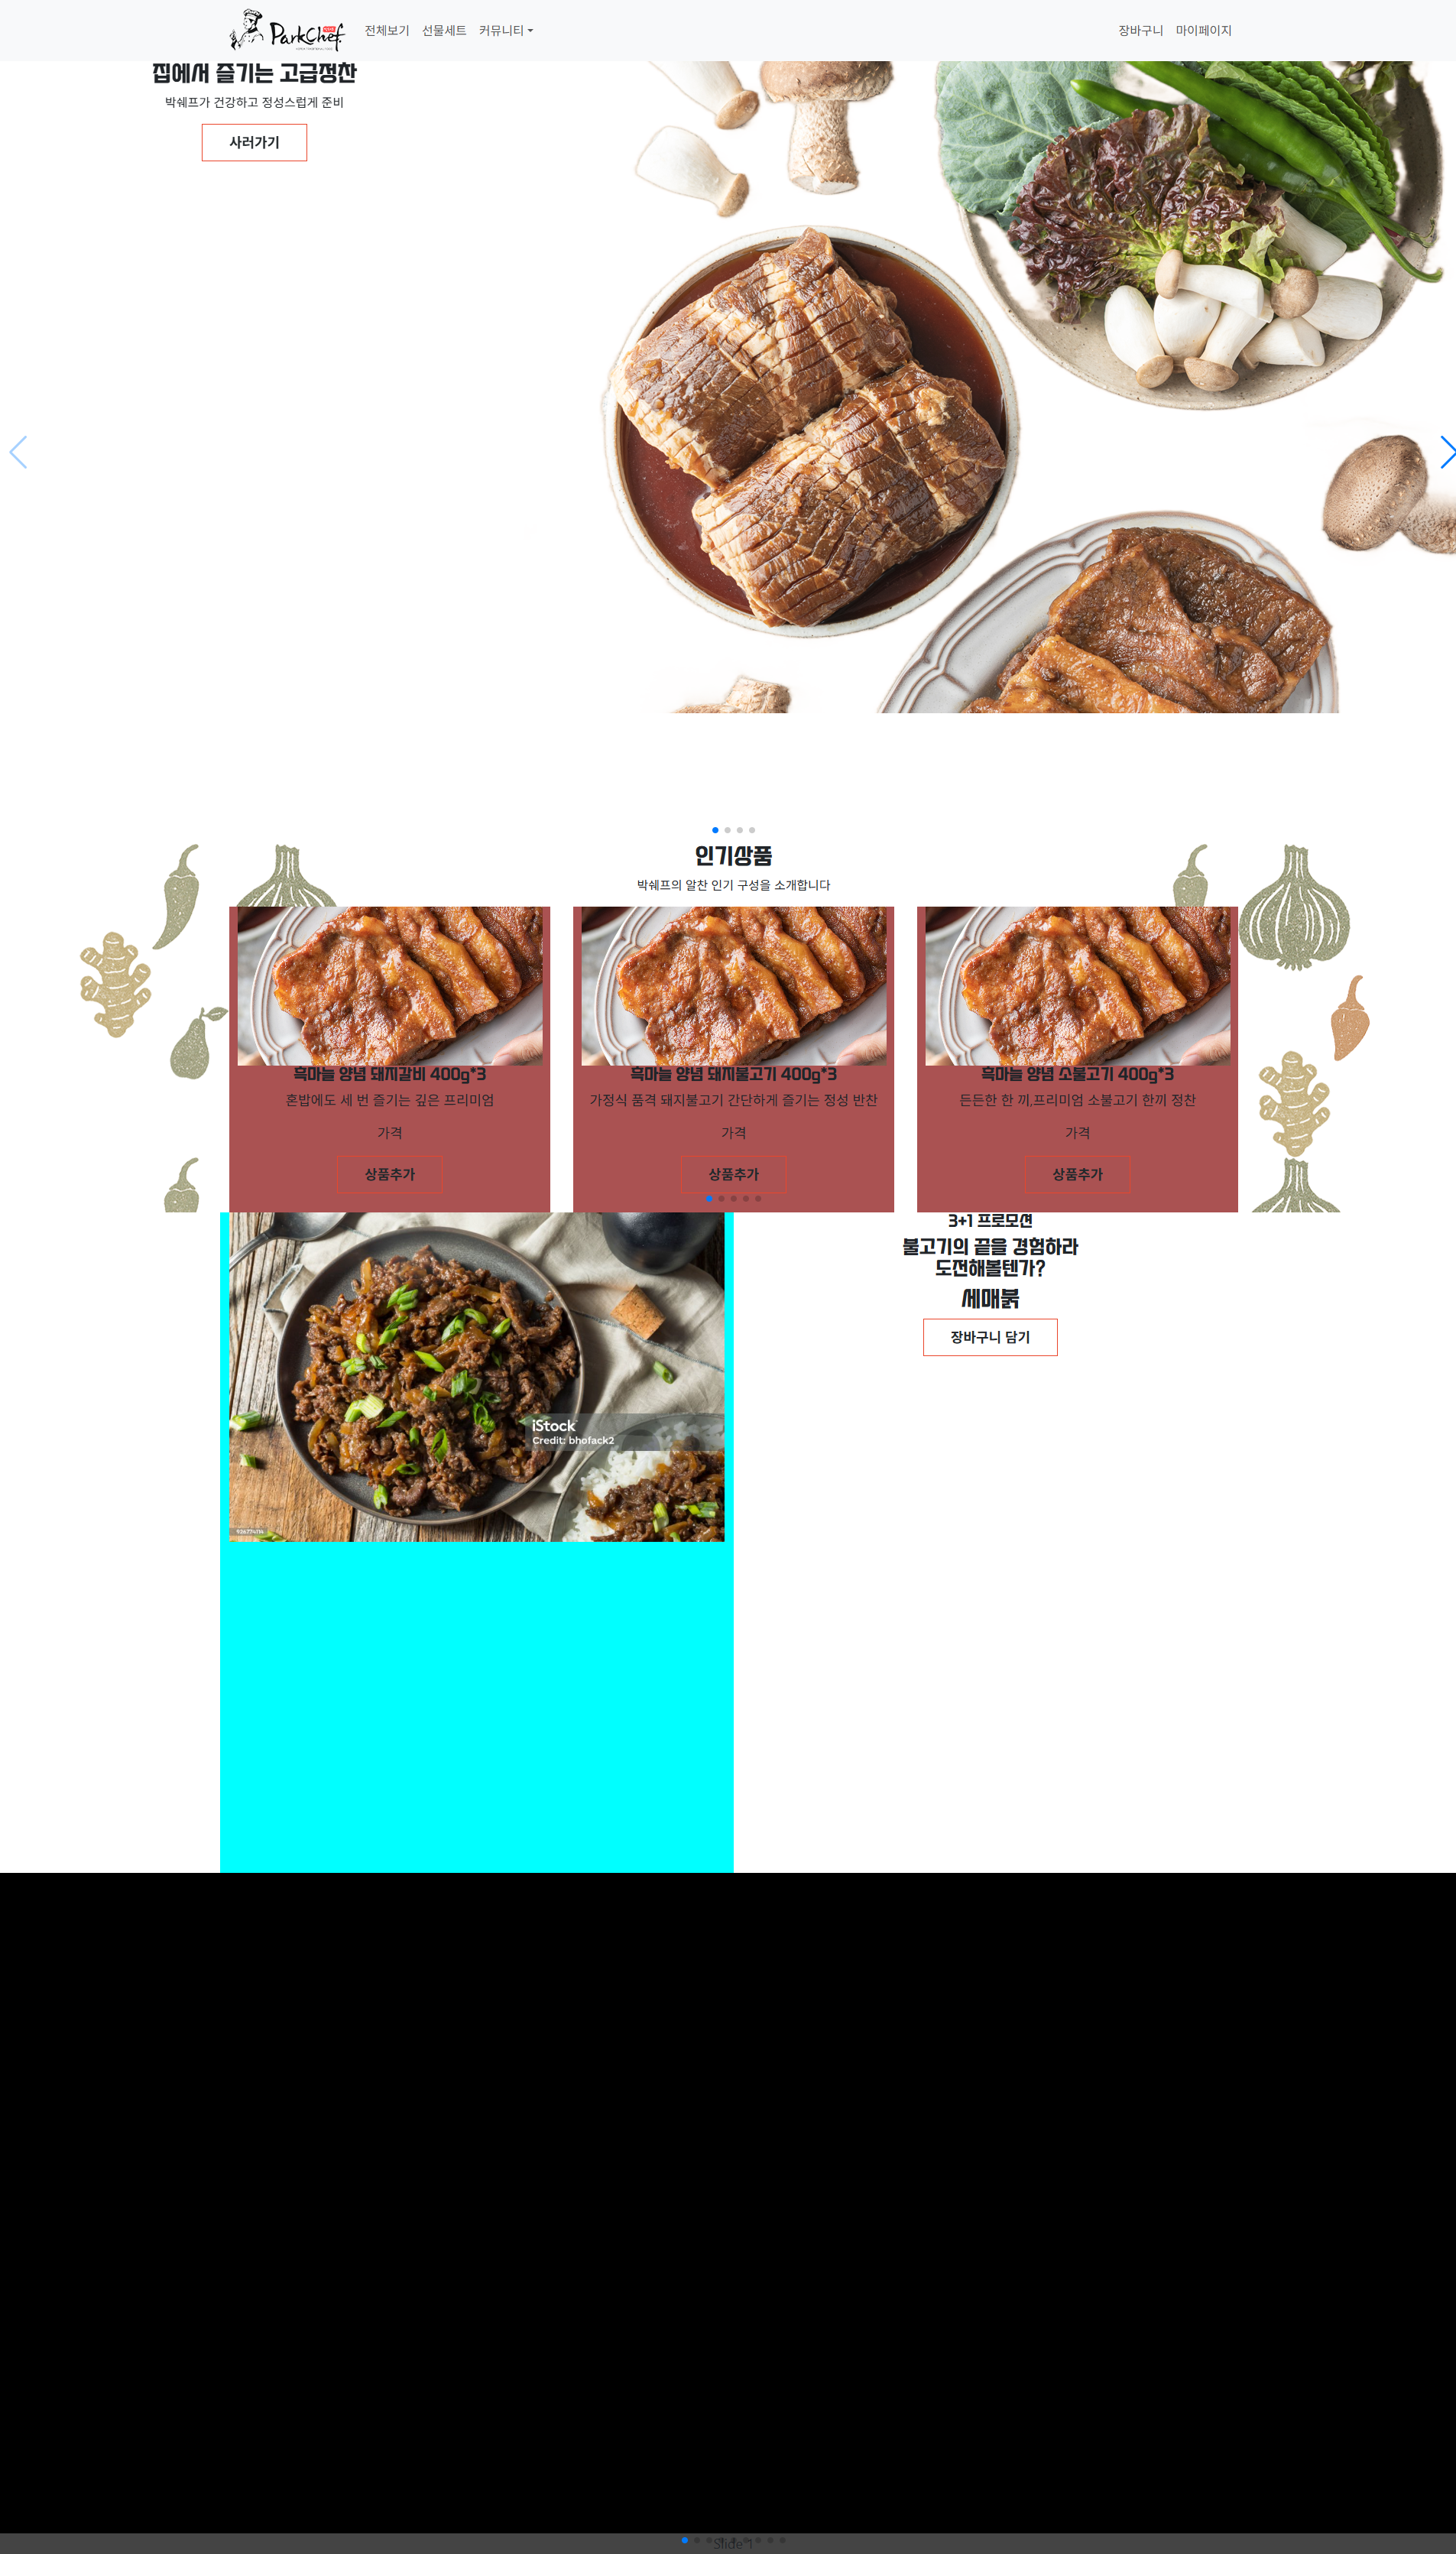 ParkChef
전체보기
선물세트
커뮤니티
장바구니
마이페이지
집에서 즐기는 고급정찬
박쉐프가 건강하고 정성스럽게 준비
사러가기
인기상품
박쉐프의 알찬 인기 구성을 소개합니다
흑마늘 양념 돼지갈비 400g*3
혼밥에도 세 번 즐기는 깊은 프리미엄
가격
상품추가
흑마늘 양념 돼지불고기 400g*3
가정식 품격 돼지불고기 간단하게 즐기는 정성 반찬
가격
상품추가
흑마늘 양념 소불고기 400g*3
든든한 한 끼,프리미엄 소불고기 한끼 정찬
가격
상품추가
3+1 프로모션
불고기의 끝을 경험하라
도전해볼텐가?
세매붉
장바구니 담기
iStock
Credit: bhofack2
Slide 1